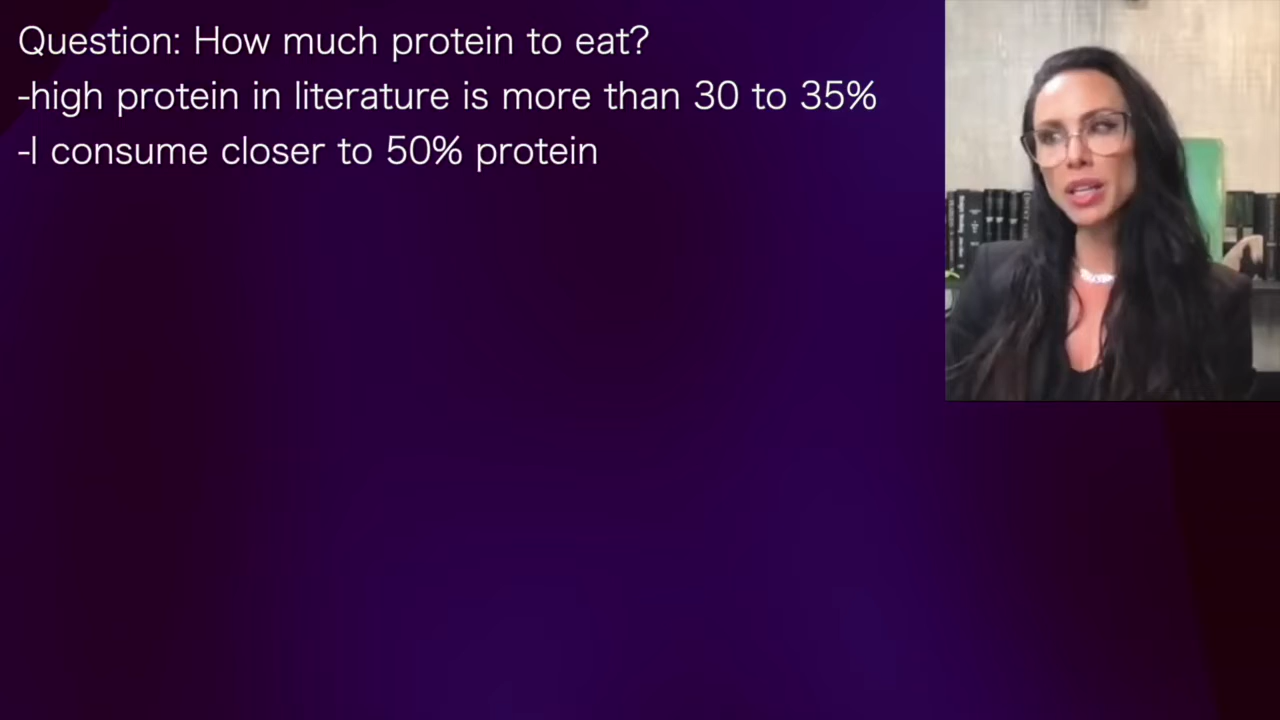 Question: How much protein to eat?
-high protein in literature is more than 30 to 35%
-I consume closer to 50% protein